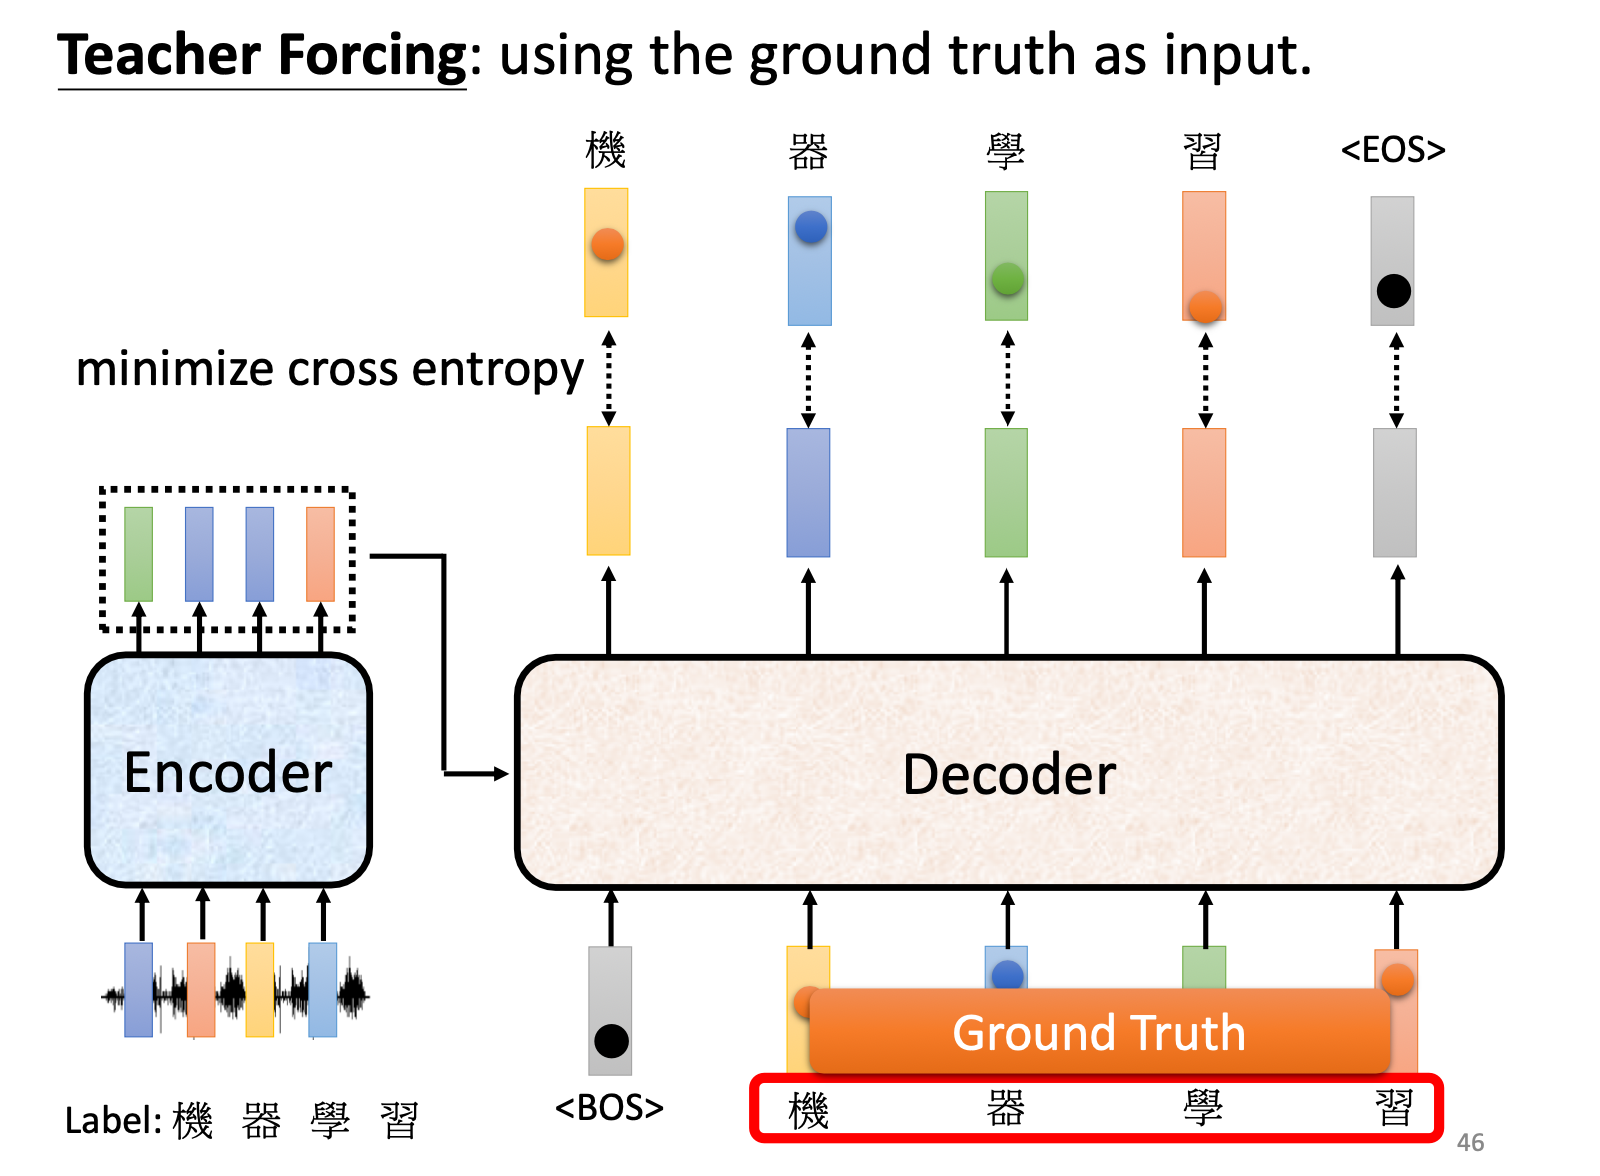 Teacher Forcing: using the ground truth as input.
機 器 學 習 <EOS>
minimize cross entropy
Encoder
Decoder
Ground Truth
Label: 機 器 學 習
<BOS> 機 器 學 習
46